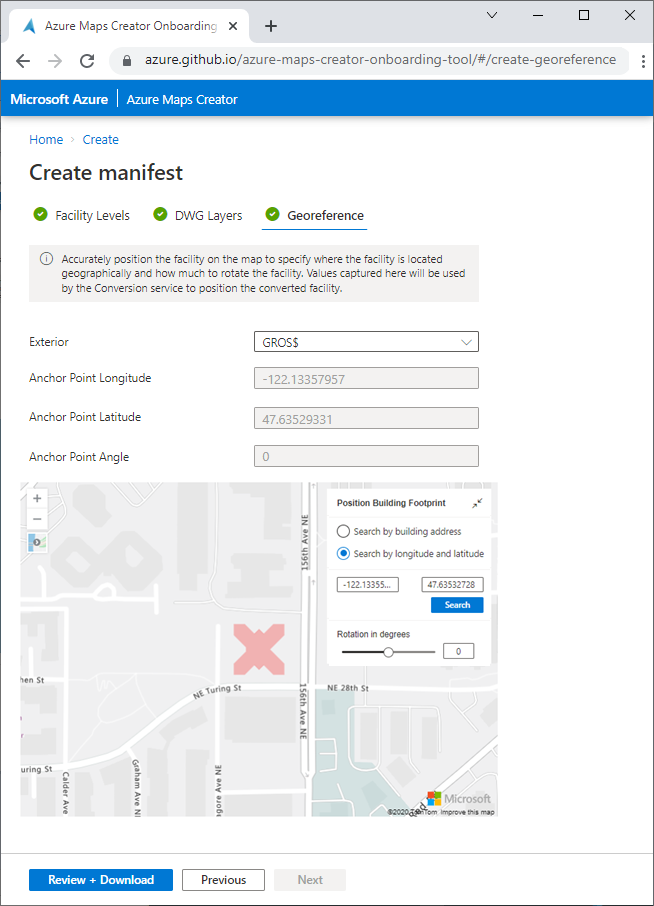 Azure Maps Creator Onboarding
azure.github.io/azure-maps-creator-onboarding-tool/#/create-georeference
Microsoft Azure
Azure Maps Creator
Home
Create
Create manifest
Facility Levels
DWG Layers
Georeference
Accurately position the facility on the map to specify where the facility is located
geographically and how much to rotate the facility. Values captured here will be used
by the Conversion service to position the converted facility.
Exterior
GROS$
Anchor Point Longitude
-122.13357957
Anchor Point Latitude
47.63529331
Anchor Point Angle
0
Position Building Footprint
Search by building address
Search by longitude and latitude
-122.13355...
47.63532728
Search
Rotation in degrees
0
156th Ave NE
hen St
NE Turing St
NE 28th St
156th Ave NE
uring St
Calder Ave
Graham Ave N
ngore Ave NE
Microsoft
©2020 TomTom
Improve this map
Review + Download
Previous
Next